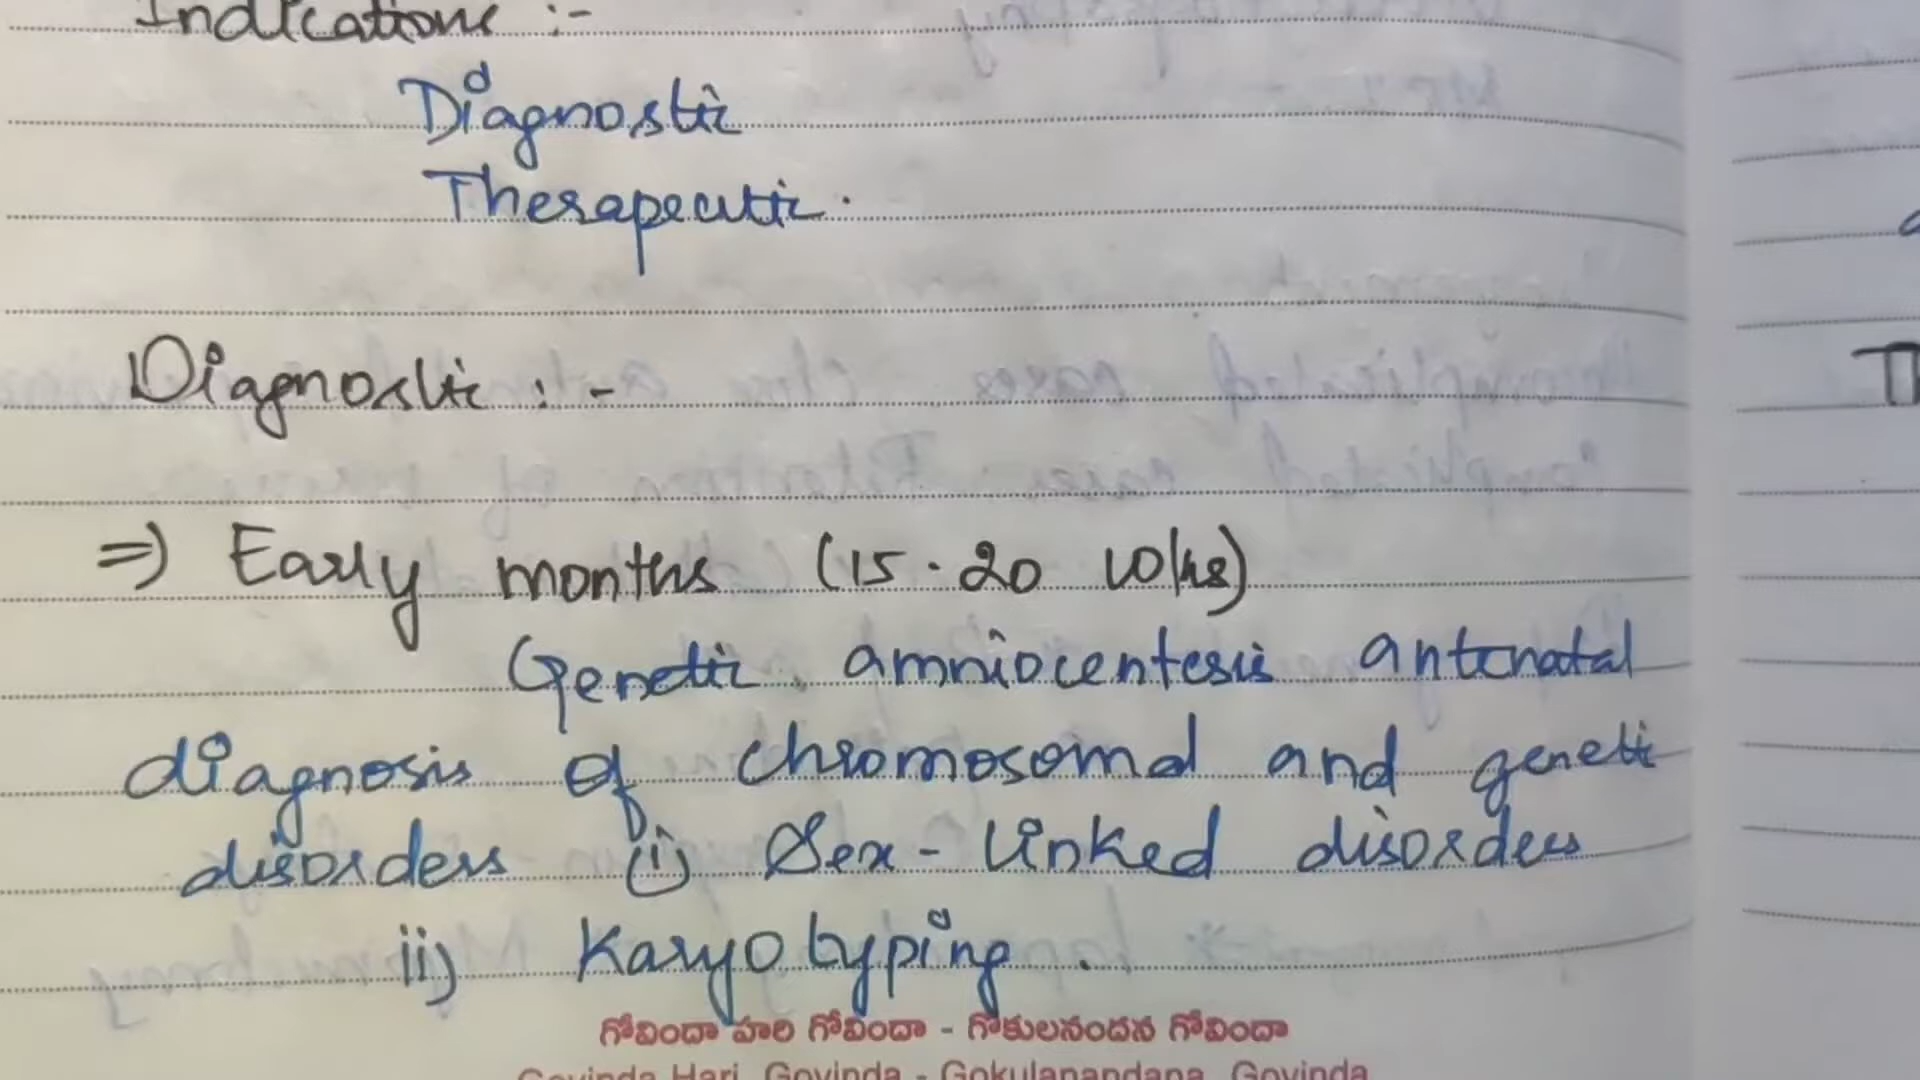 Indications :-
Diagnostic
Therapeutic.
Diagnostic :-
=> Early months (15-20 wks)
Genetic amniocentesis antenatal
diagnosis of chromosomal and genetic
disorders (i) Sex-linked disorders
ii) Karyotyping.
గోవిందా హరి గోవిందా - గోకులనందన గోవిందా
Govinda Hari Govinda - Gokulanandana Govinda